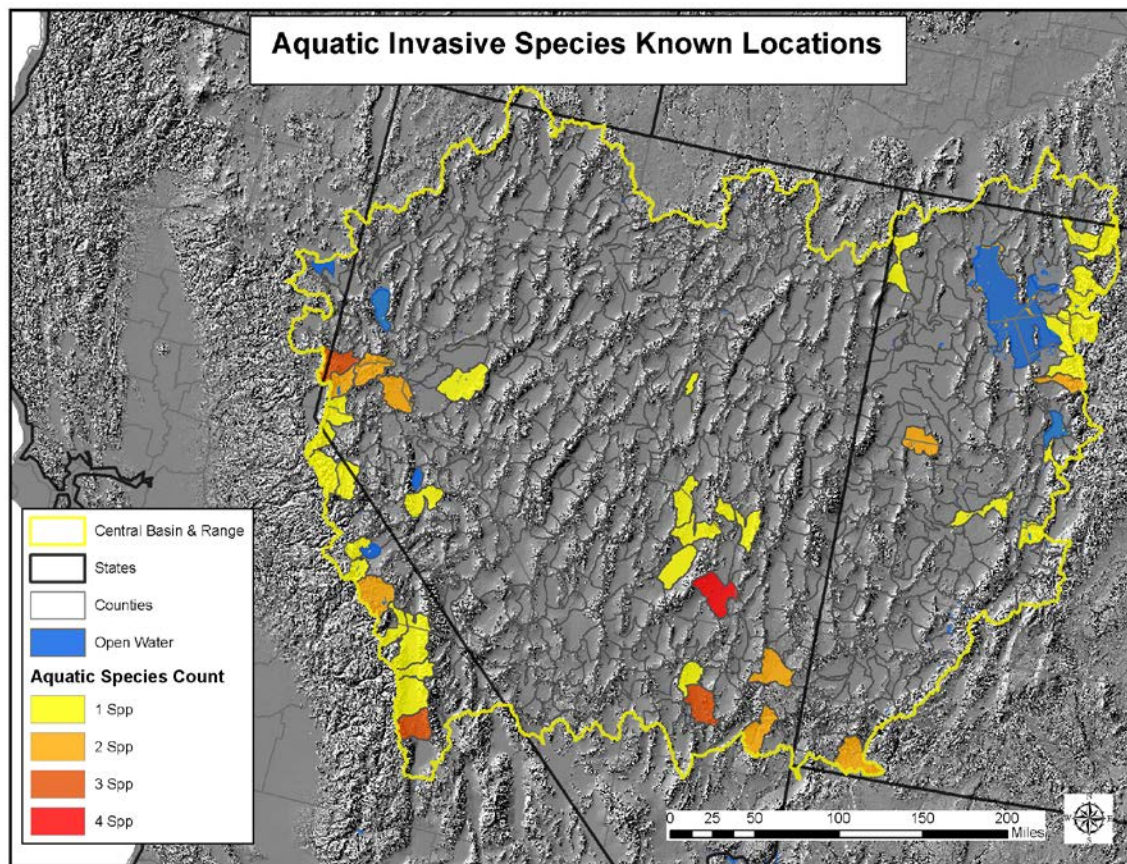 Aquatic Invasive Species Known Locations
Central Basin & Range
States
Counties
Open Water
Aquatic Species Count
1 Spp
2 Spp
3 Spp
4 Spp
0 25 50 100 150 200
Miles
N